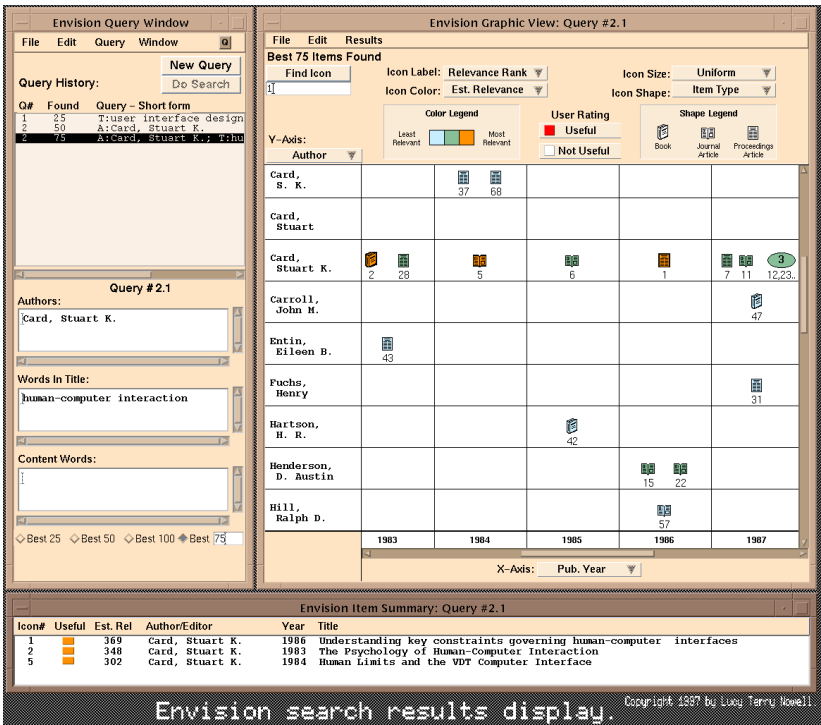 Envision Query Window
File Edit Query Window Q
New Query
Query History: Do Search
Q# Found Query – Short form
1 25 T:user interface design
2 50 A:Card, Stuart K.
2 75 A:Card, Stuart K.; T:hu
Query # 2.1
Authors:
Card, Stuart K.
Words In Title:
human-computer interaction
Content Words:
Best 25 Best 50 Best 100 Best 75
Envision Graphic View: Query #2.1
File Edit Results
Best 75 Items Found
Find Icon
1
Icon Label: Relevance Rank
Icon Size: Uniform
Icon Color: Est. Relevance
Icon Shape: Item Type
Color Legend
Least Relevant
Most Relevant
User Rating
Useful
Not Useful
Shape Legend
Book
Journal Article
Proceedings Article
Y-Axis:
Author
Card, S. K.
37 68
Card, Stuart
Card, Stuart K.
2 28 5 6 1 7 11 3 12,23..
Carroll, John M.
47
Entin, Eileen B.
43
Fuchs, Henry
31
Hartson, H. R.
42
Henderson, D. Austin
15 22
Hill, Ralph D.
57
1983 1984 1985 1986 1987
X-Axis: Pub. Year
Envision Item Summary: Query #2.1
Icon# Useful Est. Rel Author/Editor Year Title
1 369 Card, Stuart K. 1986 Understanding key constraints governing human-computer interfaces
2 348 Card, Stuart K. 1983 The Psychology of Human-Computer Interaction
5 302 Card, Stuart K. 1984 Human Limits and the VDT Computer Interface
Envision search results display.
Copyright 1997 by Lucy Terry Nowell.